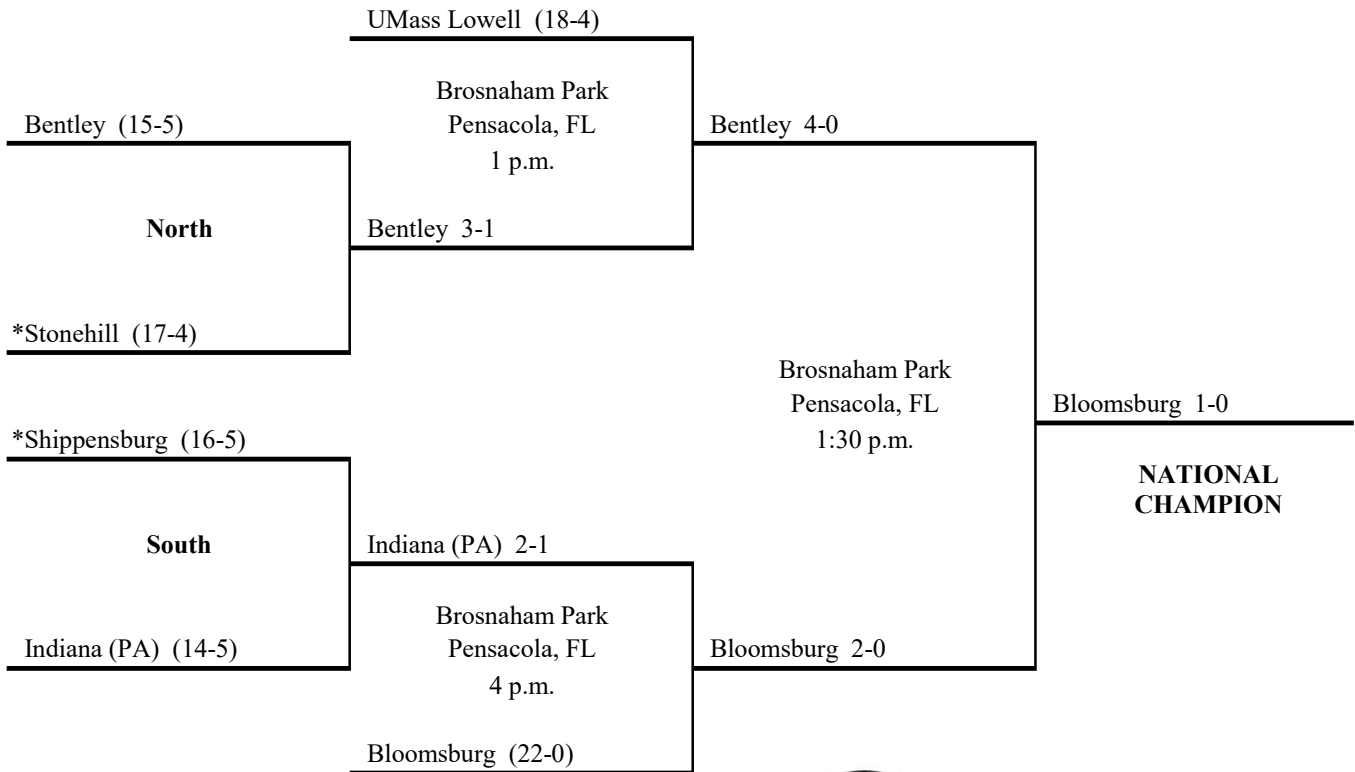 UMass Lowell (18-4)
Brosnaham Park
Pensacola, FL
1 p.m.
Bentley (15-5)
Bentley 4-0
North
Bentley 3-1
*Stonehill (17-4)
Brosnaham Park
Pensacola, FL
1:30 p.m.
Bloomsburg 1-0
NATIONAL
CHAMPION
*Shippensburg (16-5)
South
Indiana (PA) 2-1
Indiana (PA) (14-5)
Brosnaham Park
Pensacola, FL
4 p.m.
Bloomsburg 2-0
Bloomsburg (22-0)